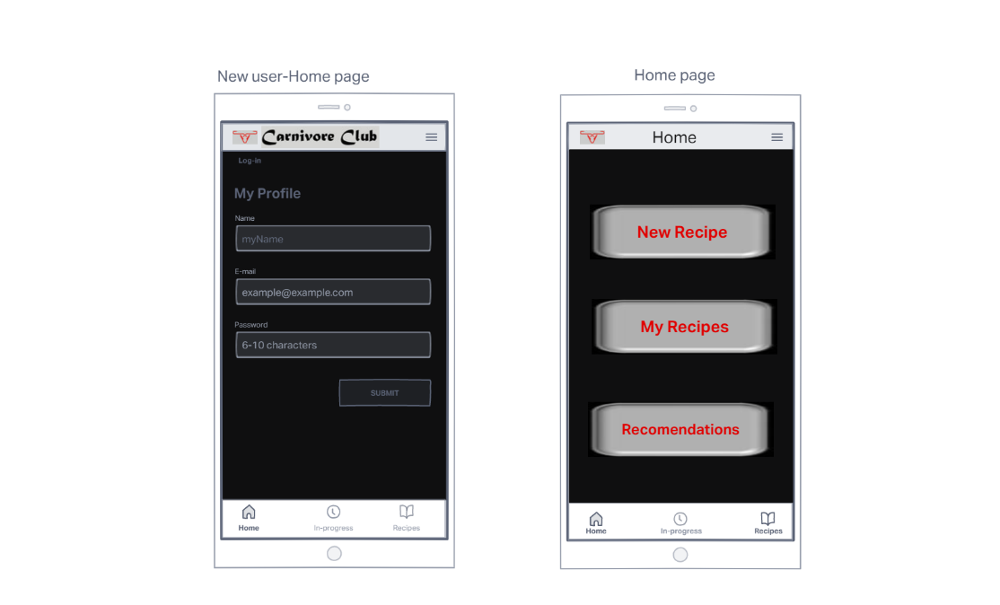 New user-Home page
Carnivore Club
Log-in
My Profile
Name
myName
E-mail
example@example.com
Password
6-10 characters
SUBMIT
Home
In-progress
Recipes
Home page
Home
New Recipe
My Recipes
Recomendations
Home
In-progress
Recipes